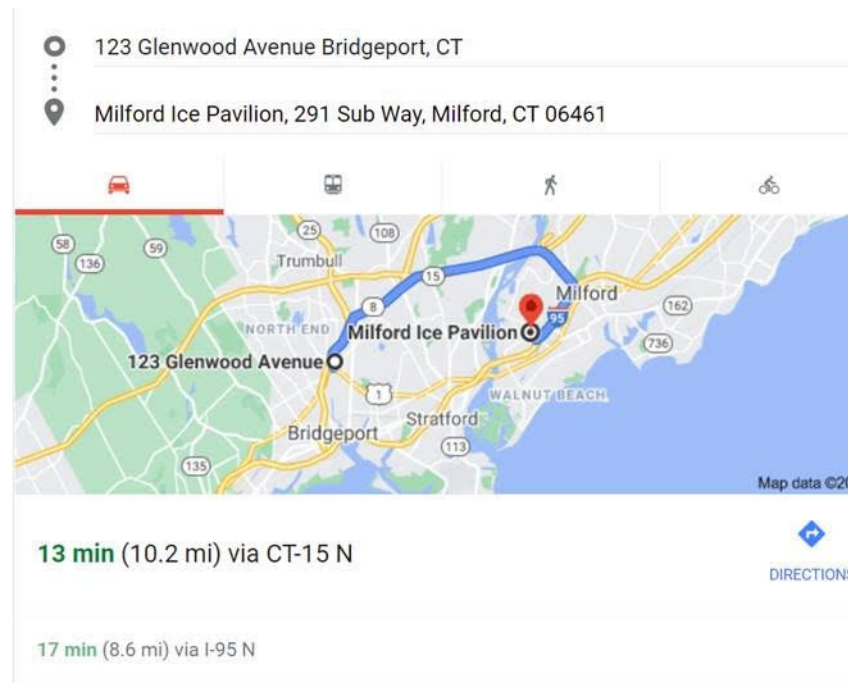 123 Glenwood Avenue Bridgeport, CT
Milford Ice Pavilion, 291 Sub Way, Milford, CT 06461
58
136
59
25
108
Trumbull
15
8
NORTH END
Milford Ice Pavilion
Milford
95
162
736
123 Glenwood Avenue
1
WALNUT BEACH
Stratford
Bridgeport
113
135
Map data ©20
13 min (10.2 mi) via CT-15 N
DIRECTIONS
17 min (8.6 mi) via I-95 N